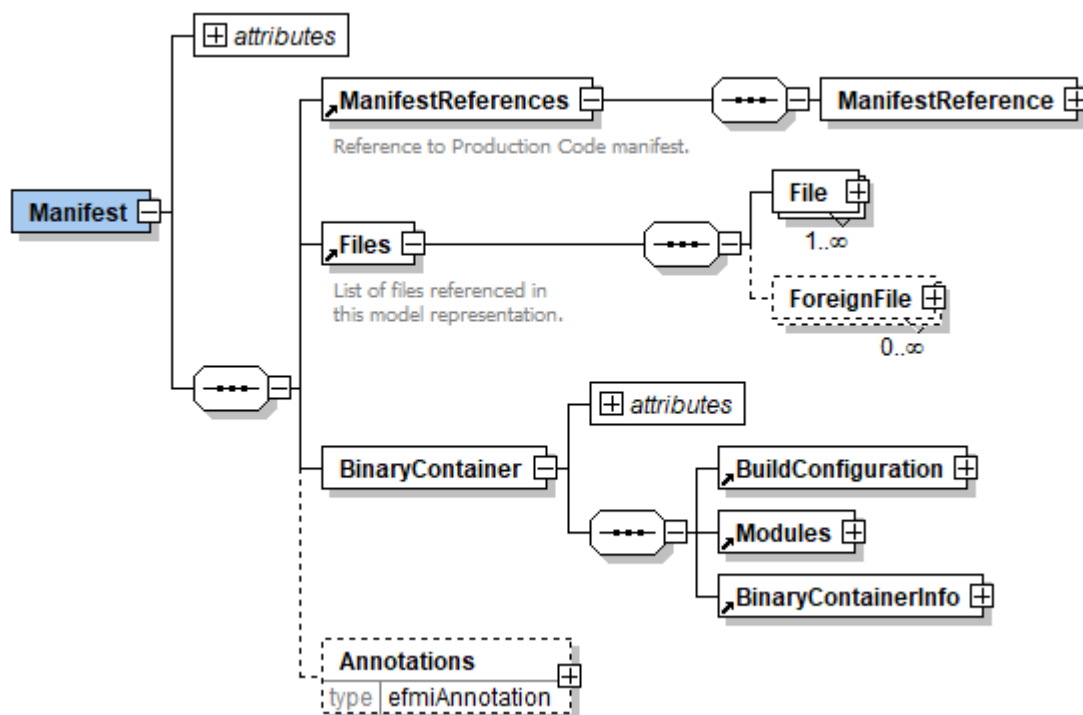 attributes
ManifestReferences
ManifestReference
Reference to Production Code manifest.
Manifest
File
1..∞
Files
List of files referenced in
this model representation.
ForeignFile
0..∞
attributes
BinaryContainer
BuildConfiguration
Modules
BinaryContainerInfo
Annotations
type efmiAnnotation